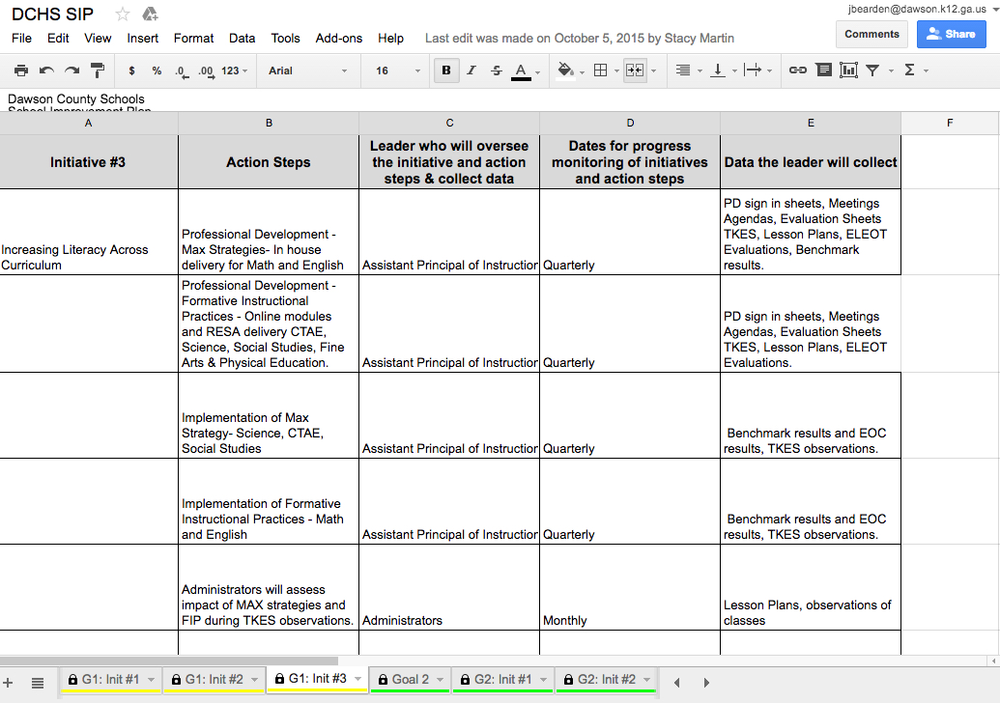 DCHS SIP
jbearden@dawson.k12.ga.us
File Edit View Insert Format Data Tools Add-ons Help Last edit was made on October 5, 2015 by Stacy Martin
Comments
Share
$ % .0 .00 123 Arial 16 B I S A Σ
Dawson County Schools
School Improvement Plan
A B C D E F
Initiative #3
Action Steps
Leader who will oversee
the initiative and action
steps & collect data
Dates for progress
monitoring of initiatives
and action steps
Data the leader will collect
Increasing Literacy Across
Curriculum
Professional Development -
Max Strategies- In house
delivery for Math and English
Assistant Principal of Instruction
Quarterly
PD sign in sheets, Meetings
Agendas, Evaluation Sheets
TKES, Lesson Plans, ELEOT
Evaluations, Benchmark
results.
Professional Development -
Formative Instructional
Practices - Online modules
and RESA delivery CTAE,
Science, Social Studies, Fine
Arts & Physical Education.
Assistant Principal of Instruction
Quarterly
PD sign in sheets, Meetings
Agendas, Evaluation Sheets
TKES, Lesson Plans, ELEOT
Evaluations.
Implementation of Max
Strategy- Science, CTAE,
Social Studies
Assistant Principal of Instruction
Quarterly
Benchmark results and EOC
results, TKES observations.
Implementation of Formative
Instructional Practices - Math
and English
Assistant Principal of Instruction
Quarterly
Benchmark results and EOC
results, TKES observations.
Administrators will assess
impact of MAX strategies and
FIP during TKES observations.
Administrators
Monthly
Lesson Plans, observations of
classes
G1: Init #1 G1: Init #2 G1: Init #3 Goal 2 G2: Init #1 G2: Init #2